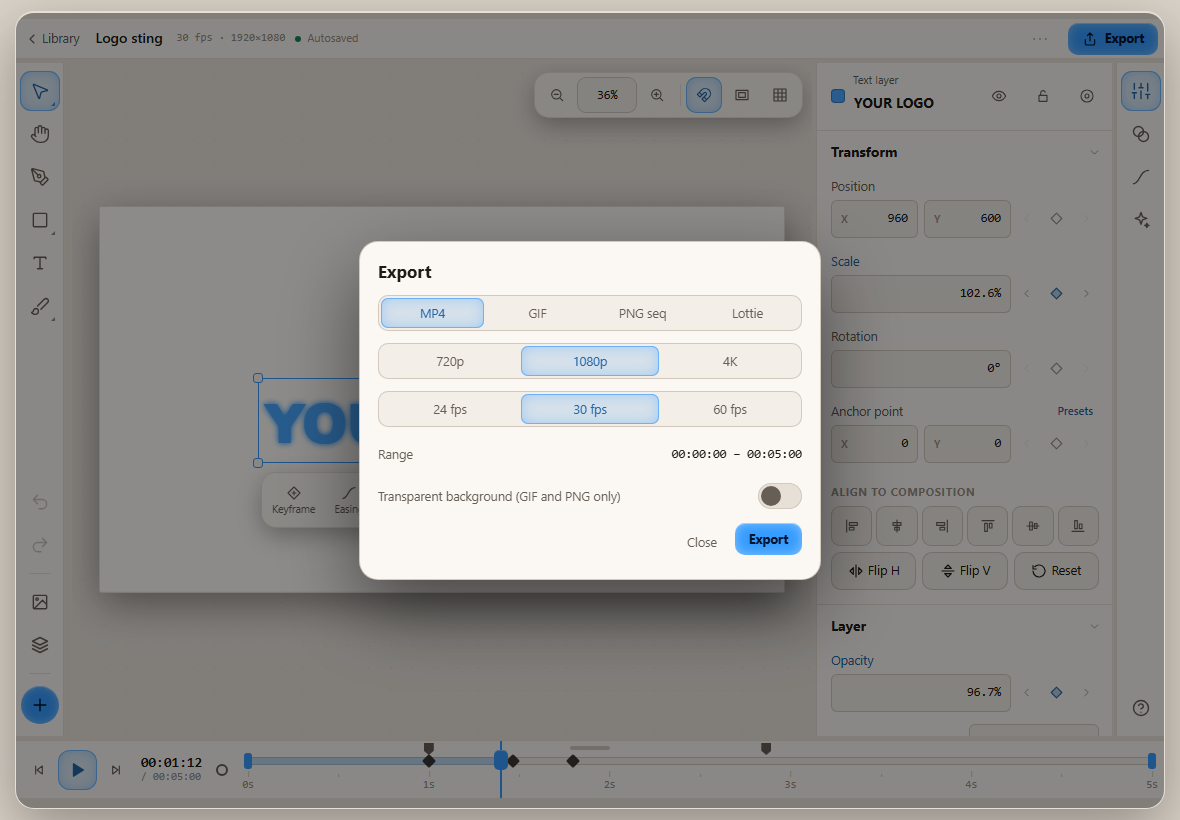 Library
Logo sting
30 fps • 1920×1080
Autosaved
Export
36%
Text layer
YOUR LOGO
Transform
Position
X 960
Y 600
Scale
102.6%
Rotation
0°
Anchor point
Presets
X 0
Y 0
ALIGN TO COMPOSITION
Flip H
Flip V
Reset
Layer
Opacity
96.7%
YOU
Keyframe
Easin
Export
MP4
GIF
PNG seq
Lottie
720p
1080p
4K
24 fps
30 fps
60 fps
Range
00:00:00 – 00:05:00
Transparent background (GIF and PNG only)
Close
Export
00:01:12
/ 00:05:00
0s
1s
2s
3s
4s
5s